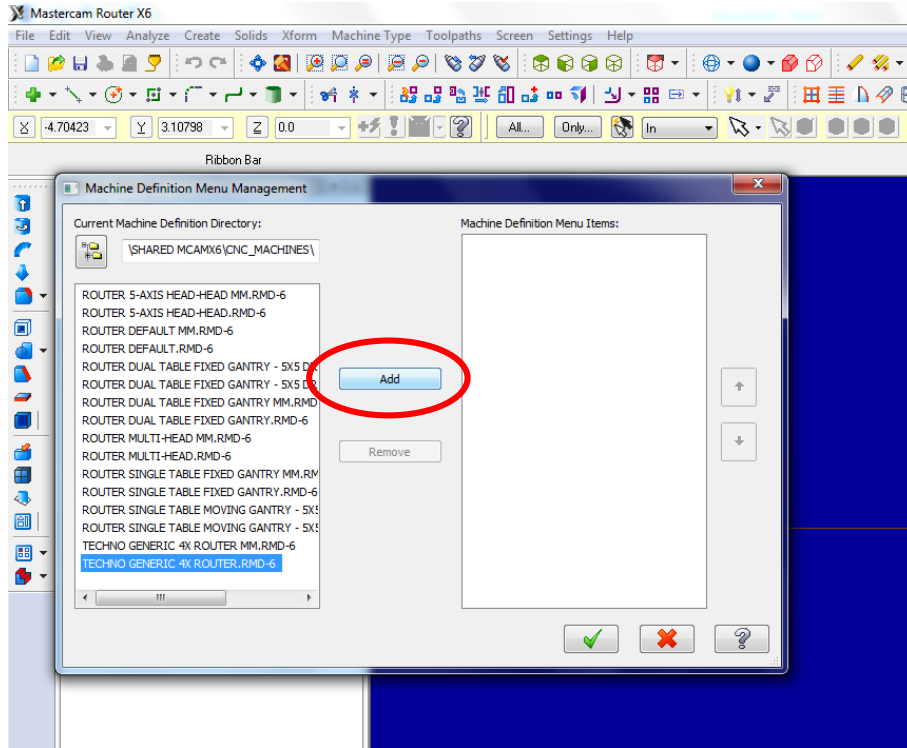 Mastercam Router X6
File Edit View Analyze Create Solids Xform Machine Type Toolpaths Screen Settings Help
X -4.70423 Y 3.10798 Z 0.0 All... Only... In
Ribbon Bar
Machine Definition Menu Management
Current Machine Definition Directory:
Machine Definition Menu Items:
\SHARED MCAMX6\CNC_MACHINES\
ROUTER 5-AXIS HEAD-HEAD MM.RMD-6
ROUTER 5-AXIS HEAD-HEAD.RMD-6
ROUTER DEFAULT MM.RMD-6
ROUTER DEFAULT.RMD-6
ROUTER DUAL TABLE FIXED GANTRY - 5X5 DR
ROUTER DUAL TABLE FIXED GANTRY - 5X5 DR
ROUTER DUAL TABLE FIXED GANTRY MM.RMD
ROUTER DUAL TABLE FIXED GANTRY.RMD-6
ROUTER MULTI-HEAD MM.RMD-6
ROUTER MULTI-HEAD.RMD-6
ROUTER SINGLE TABLE FIXED GANTRY MM.RM
ROUTER SINGLE TABLE FIXED GANTRY.RMD-6
ROUTER SINGLE TABLE MOVING GANTRY - 5X5
ROUTER SINGLE TABLE MOVING GANTRY - 5X5
TECHNO GENERIC 4X ROUTER MM.RMD-6
TECHNO GENERIC 4X ROUTER.RMD-6
Add
Remove